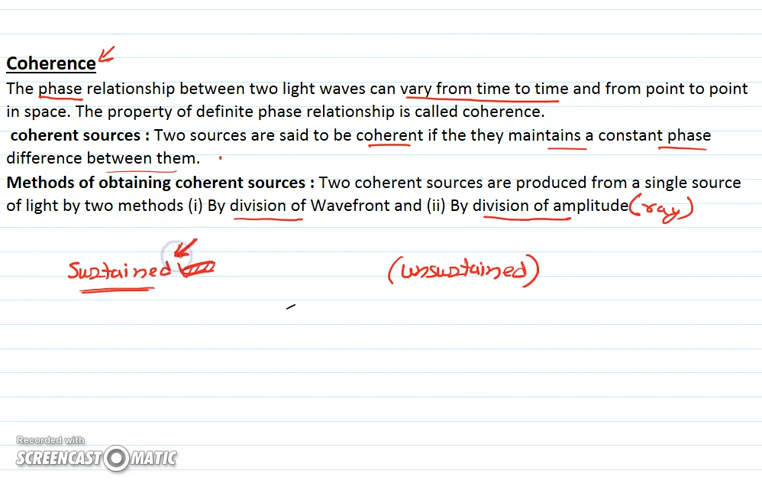 Coherence
The phase relationship between two light waves can vary from time to time and from point to point
in space. The property of definite phase relationship is called coherence.
coherent sources : Two sources are said to be coherent if the they maintains a constant phase
difference between them.
Methods of obtaining coherent sources : Two coherent sources are produced from a single source
of light by two methods (i) By division of Wavefront and (ii) By division of amplitude (ray)
Sustained (unsustained)
Recorded with
SCREENCAST O MATIC